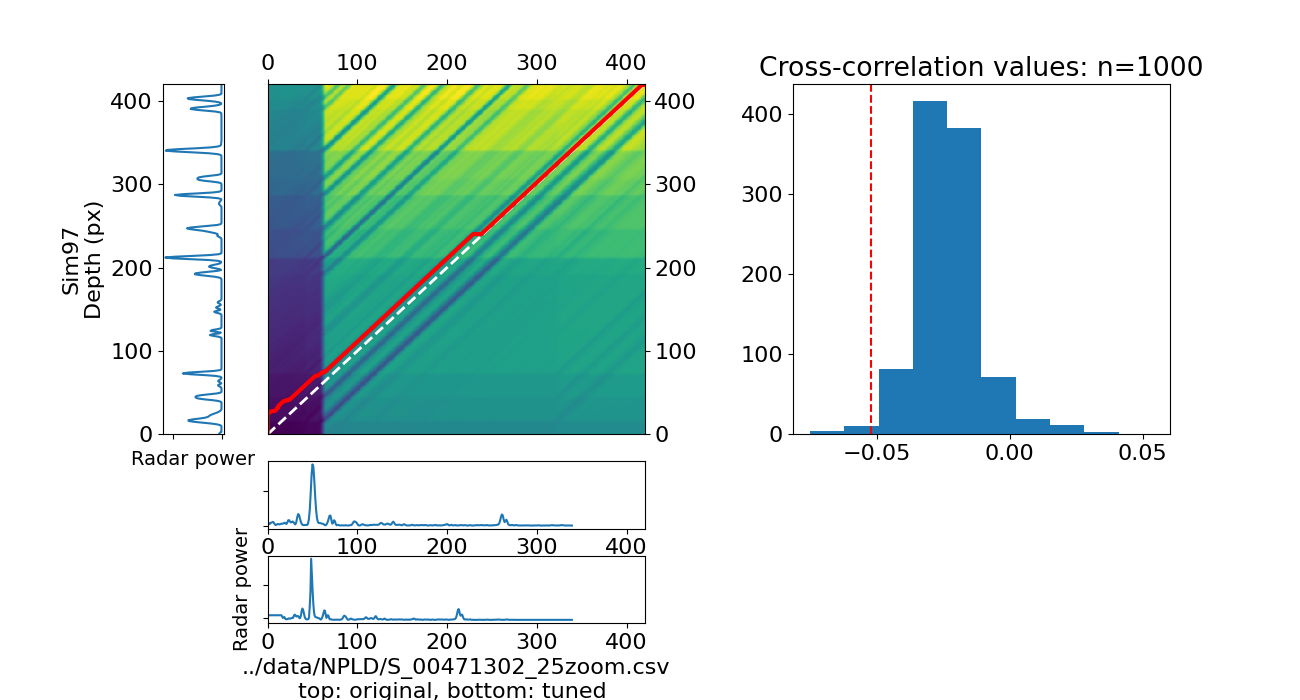 0 100 200 300 400
Cross-correlation values: n=1000
400
300
200
100
0
Sim97
Depth (px)
Radar power
400
300
200
100
0
400
300
200
100
0
−0.05 0.00 0.05
0 100 200 300 400
Radar power
0 100 200 300 400
../data/NPLD/S_00471302_25zoom.csv
top: original, bottom: tuned